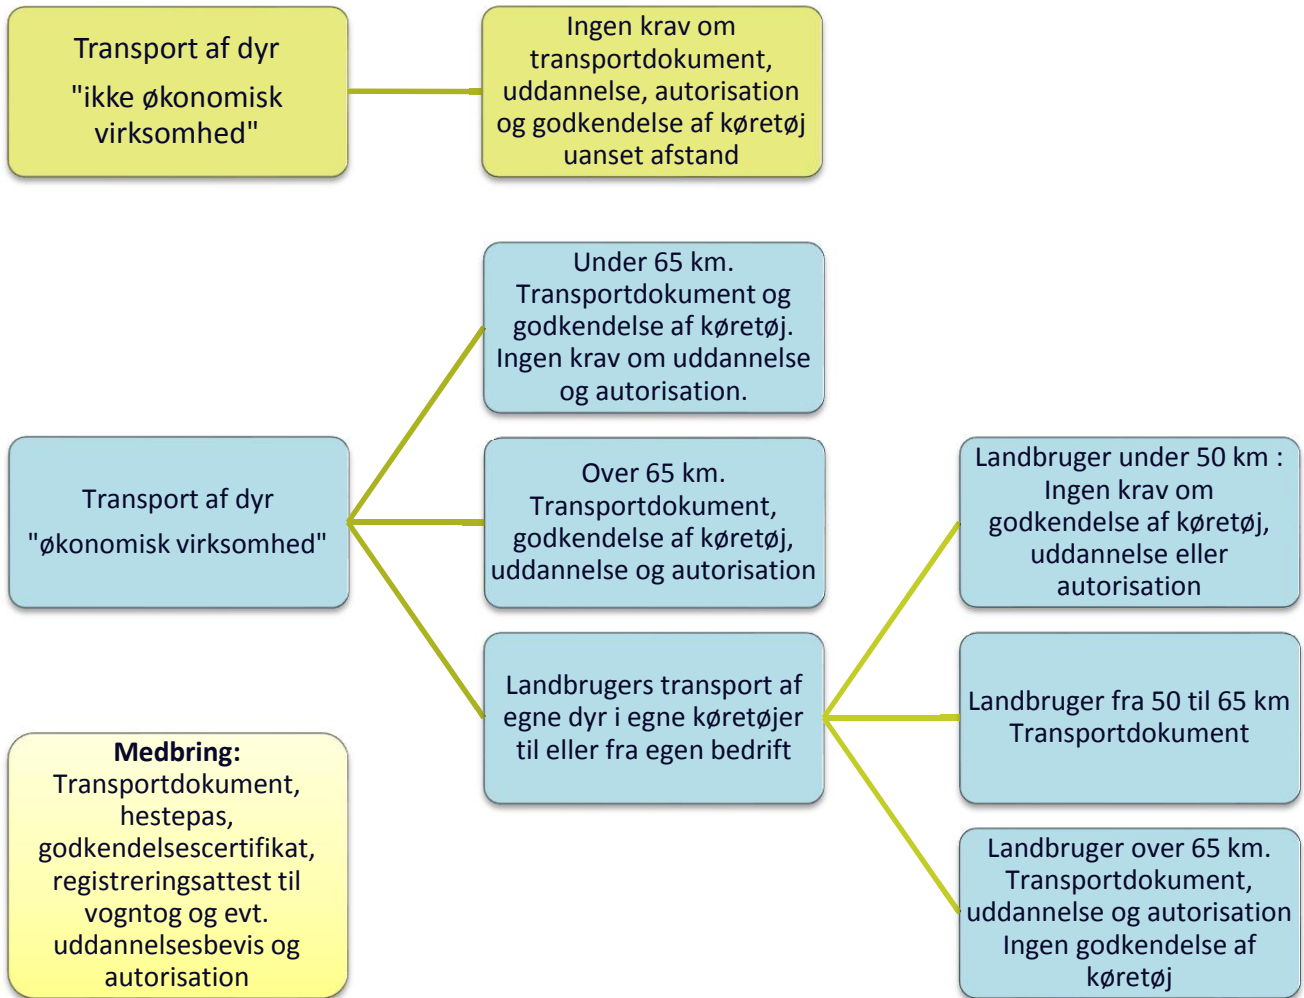 Transport af dyr
"ikke økonomisk
virksomhed"
Ingen krav om
transportdokument,
uddannelse, autorisation
og godkendelse af køretøj
uanset afstand
Transport af dyr
"økonomisk virksomhed"
Under 65 km.
Transportdokument og
godkendelse af køretøj.
Ingen krav om uddannelse
og autorisation.
Over 65 km.
Transportdokument,
godkendelse af køretøj,
uddannelse og autorisation
Landbrugers transport af
egne dyr i egne køretøjer
til eller fra egen bedrift
Landbruger under 50 km :
Ingen krav om
godkendelse af køretøj,
uddannelse eller
autorisation
Landbruger fra 50 til 65 km
Transportdokument
Landbruger over 65 km.
Transportdokument,
uddannelse og autorisation
Ingen godkendelse af
køretøj
Medbring:
Transportdokument,
hestepas,
godkendelsescertifikat,
registreringsattest til
vogntog og evt.
uddannelsesbevis og
autorisation